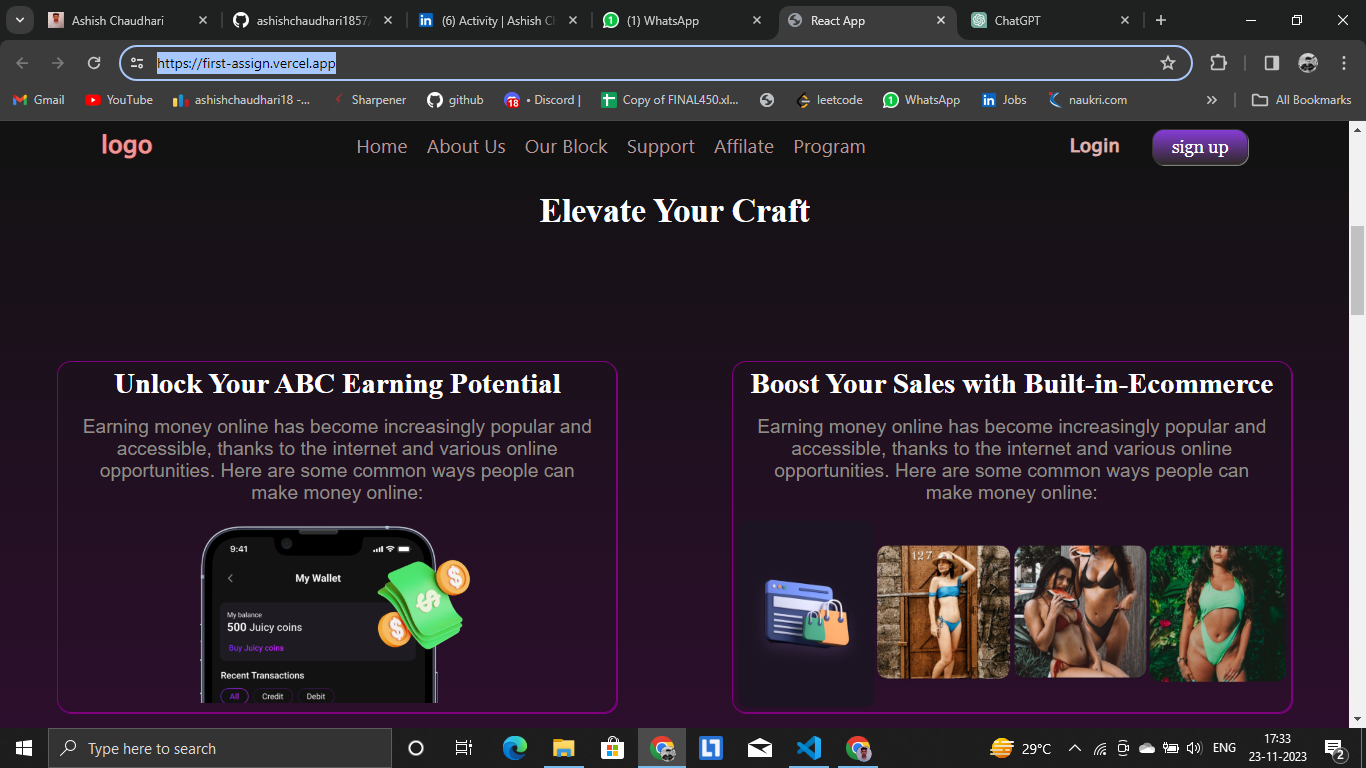 Ashish Chaudhari
ashishchaudhari1857/
(6) Activity | Ashish Ch
(1) WhatsApp
React App
ChatGPT
https://first-assign.vercel.app
Gmail
YouTube
ashishchaudhari18 -...
Sharpener
github
18
• Discord |
Copy of FINAL450.xl...
leetcode
1
WhatsApp
Jobs
naukri.com
All Bookmarks
logo
Home
About Us
Our Block
Support
Affilate
Program
Login
sign up
Elevate Your Craft
Unlock Your ABC Earning Potential
Earning money online has become increasingly popular and
accessible, thanks to the internet and various online
opportunities. Here are some common ways people can
make money online:
9:41
My Wallet
My balance
500 Juicy coins
Buy Juicy coins
Recent Transactions
All
Credit
Debit
Boost Your Sales with Built-in-Ecommerce
Earning money online has become increasingly popular and
accessible, thanks to the internet and various online
opportunities. Here are some common ways people can
make money online:
127
Type here to search
29°C
ENG
17:33
23-11-2023
2